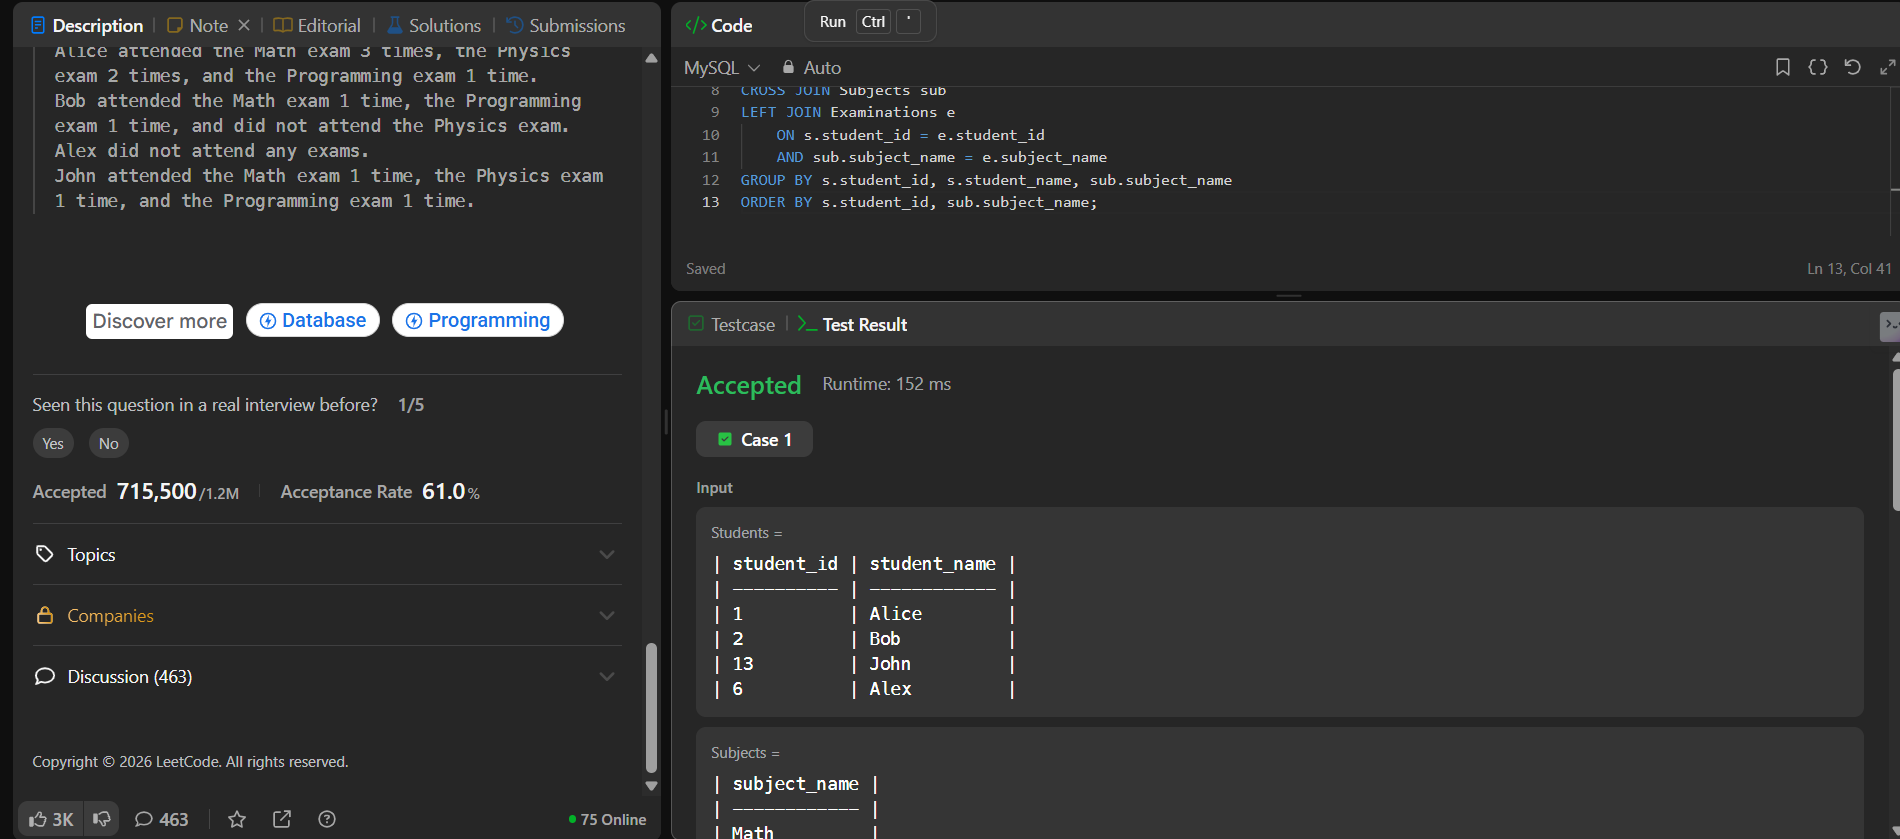 Description
Note
Editorial
Solutions
Submissions
Alice attended the Math exam 3 times, the Physics
exam 2 times, and the Programming exam 1 time.
Bob attended the Math exam 1 time, the Programming
exam 1 time, and did not attend the Physics exam.
Alex did not attend any exams.
John attended the Math exam 1 time, the Physics exam
1 time, and the Programming exam 1 time.
Discover more
Database
Programming
Seen this question in a real interview before? 1/5
Yes
No
Accepted 715,500/1.2M
Acceptance Rate 61.0%
Topics
Companies
Discussion (463)
Copyright © 2026 LeetCode. All rights reserved.
3K
463
75 Online
</> Code
Run Ctrl '
MySQL
Auto
8 CROSS JOIN Subjects sub
9 LEFT JOIN Examinations e
10 ON s.student_id = e.student_id
11 AND sub.subject_name = e.subject_name
12 GROUP BY s.student_id, s.student_name, sub.subject_name
13 ORDER BY s.student_id, sub.subject_name;
Saved
Ln 13, Col 41
Testcase
Test Result
Accepted Runtime: 152 ms
Case 1
Input
Students =
| student_id | student_name |
| ---------- | ------------ |
| 1 | Alice |
| 2 | Bob |
| 13 | John |
| 6 | Alex |
Subjects =
| subject_name |
| ------------ |
| Math |